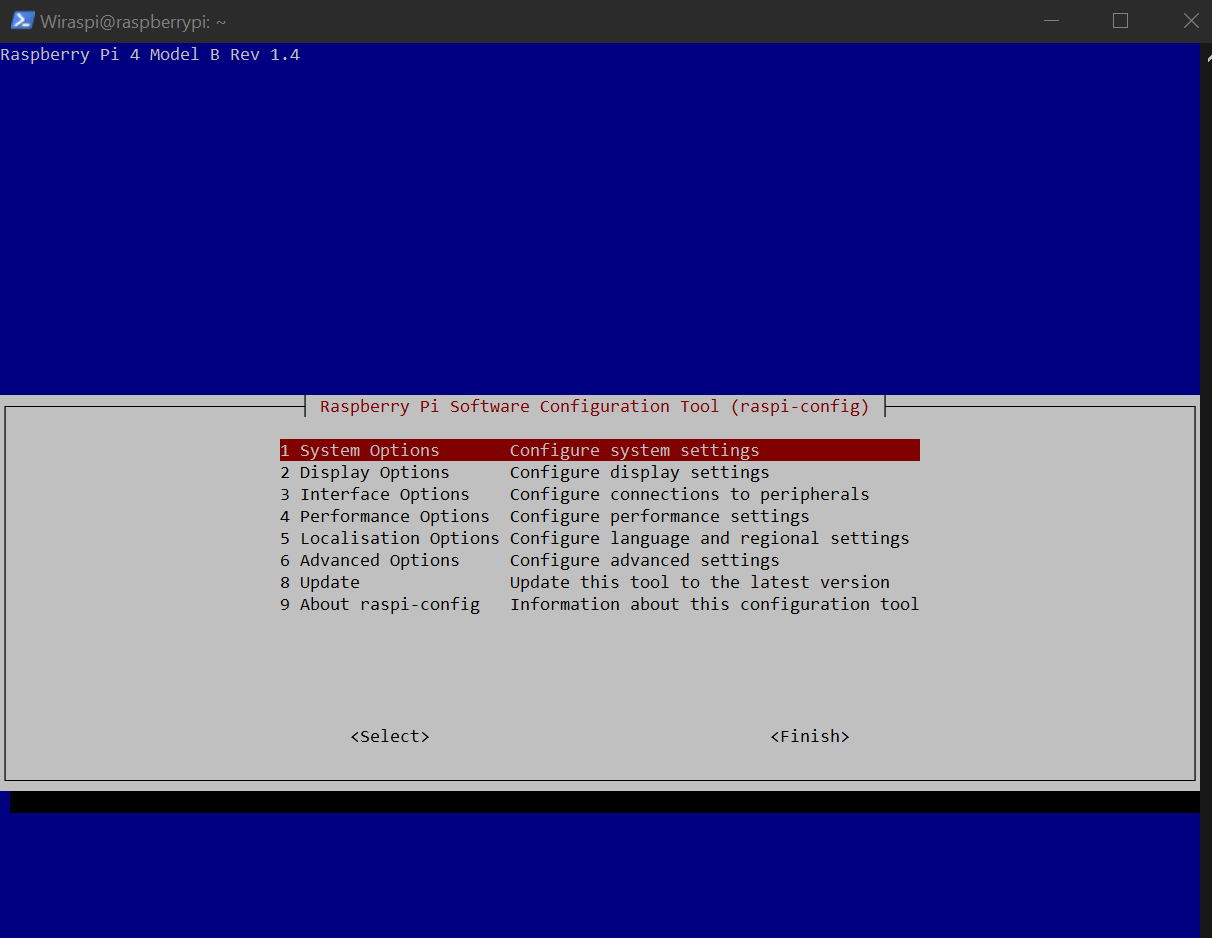 Wiraspi@raspberrypi: ~
Raspberry Pi 4 Model B Rev 1.4
Raspberry Pi Software Configuration Tool (raspi-config)
1 System Options Configure system settings
2 Display Options Configure display settings
3 Interface Options Configure connections to peripherals
4 Performance Options Configure performance settings
5 Localisation Options Configure language and regional settings
6 Advanced Options Configure advanced settings
8 Update Update this tool to the latest version
9 About raspi-config Information about this configuration tool
<Select> <Finish>